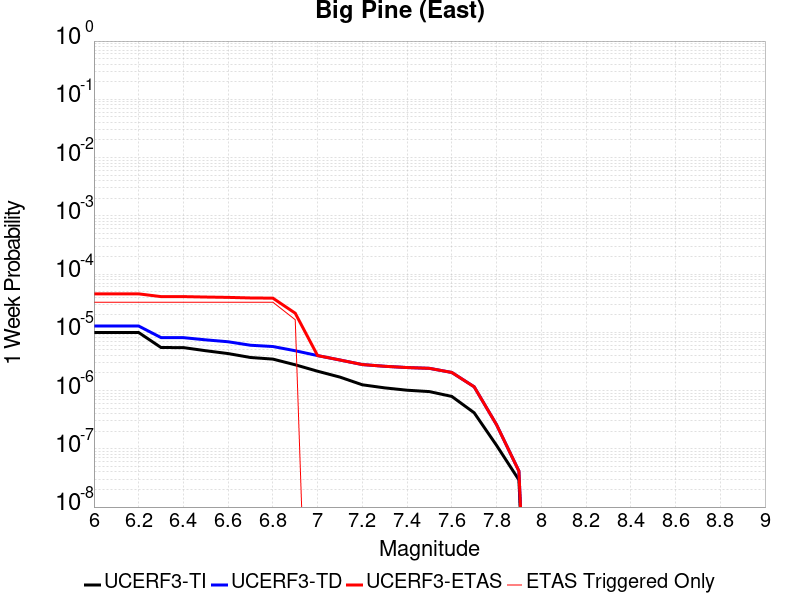 Big Pine (East)
1 Week Probability
10^0
10^-1
10^-2
10^-3
10^-4
10^-5
10^-6
10^-7
10^-8
6 6.2 6.4 6.6 6.8 7 7.2 7.4 7.6 7.8 8 8.2 8.4 8.6 8.8 9
Magnitude
UCERF3-TI UCERF3-TD UCERF3-ETAS ETAS Triggered Only